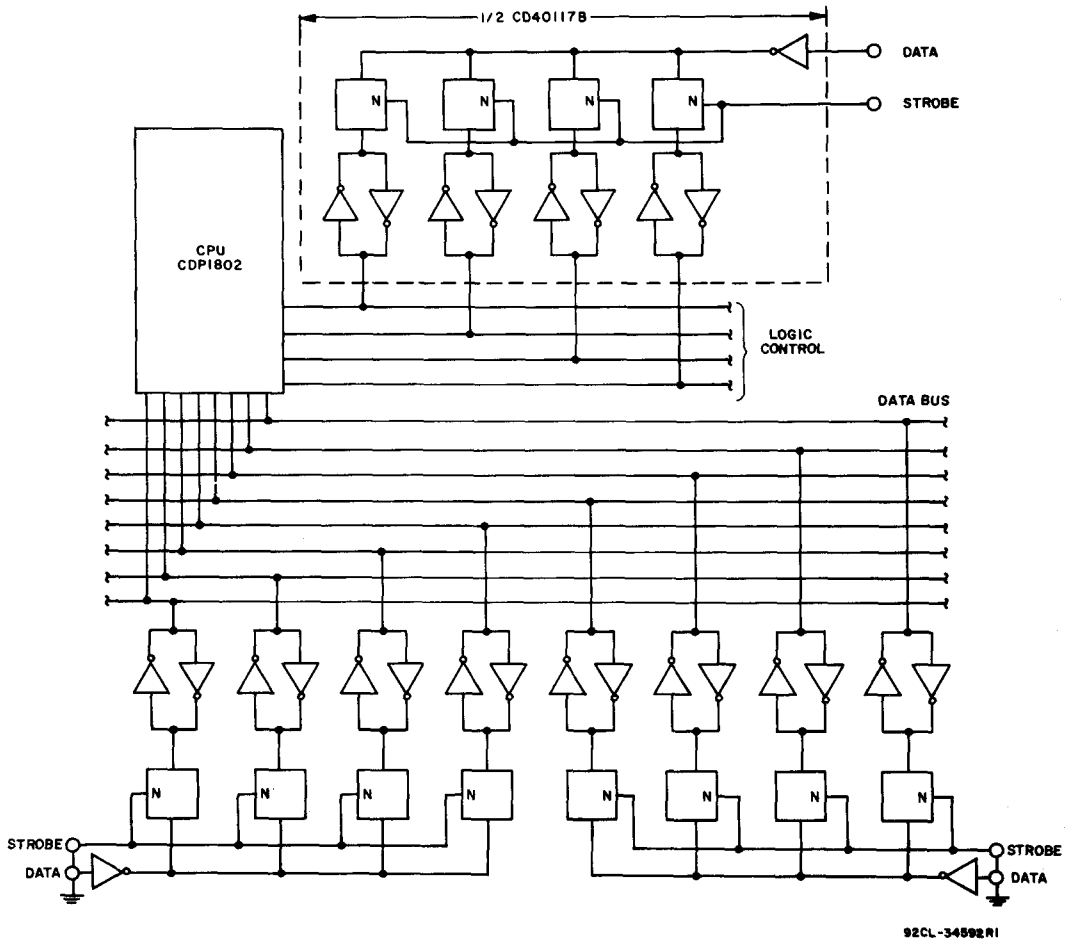 1/2 CD40117B
DATA
STROBE
N N N N
CPU
CDP1802
LOGIC
CONTROL
DATA BUS
N N N N N N N N
STROBE
DATA
STROBE
DATA
92CL-34592R1